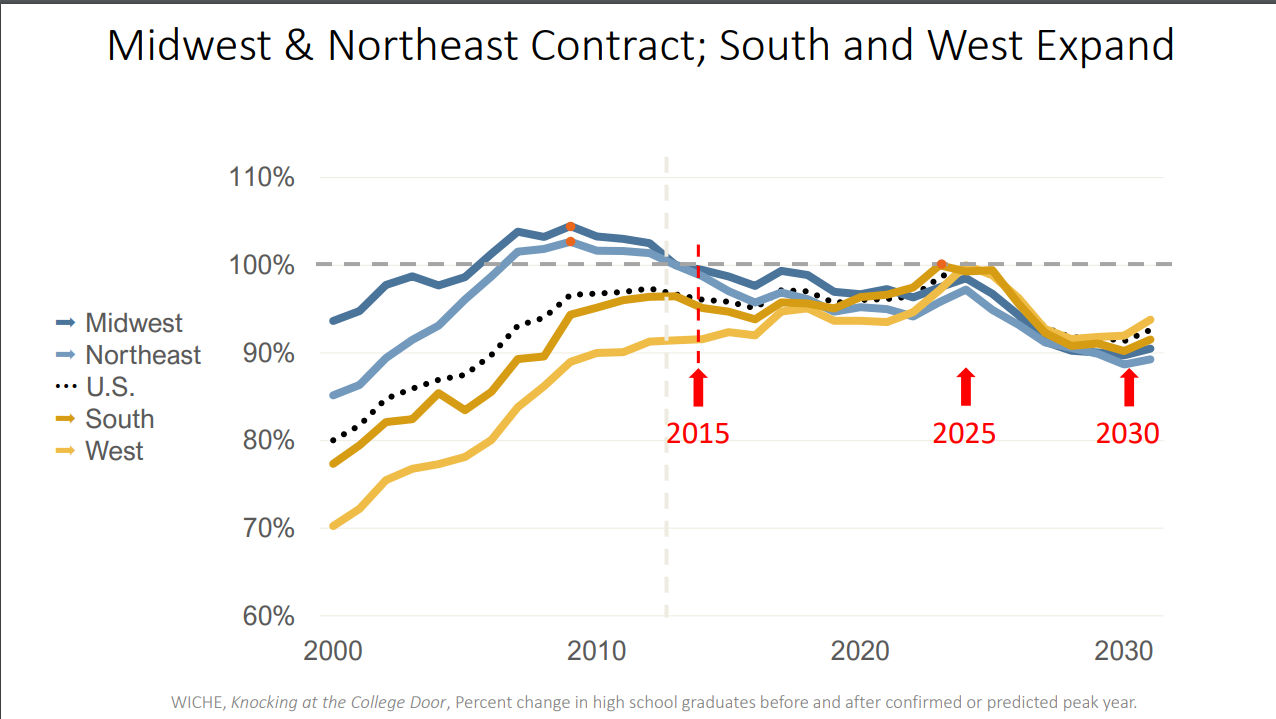 Midwest & Northeast Contract; South and West Expand
110%
100%
90%
80%
70%
60%
Midwest
Northeast
U.S.
South
West
2015
2025
2030
2000
2010
2020
2030
WICHE, Knocking at the College Door, Percent change in high school graduates before and after confirmed or predicted peak year.